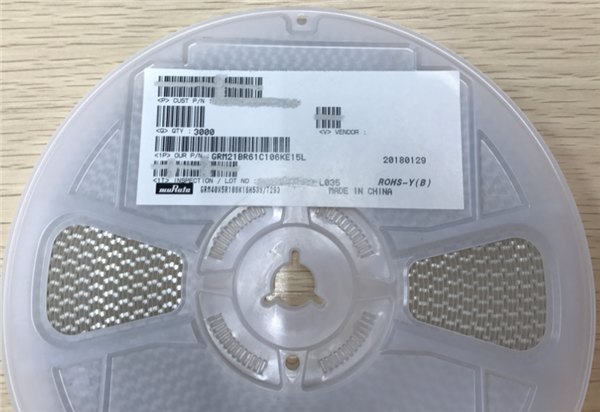 <P> CUST P/N :
<Q> QTY : 3000
<V> VENDOR :
<1P> OUR P/N : GRM21BR61C106KE15L
20180129
<1T> INSPECTION / LOT NO
L035
ROHS-Y(B)
muRata
MADE IN CHINA